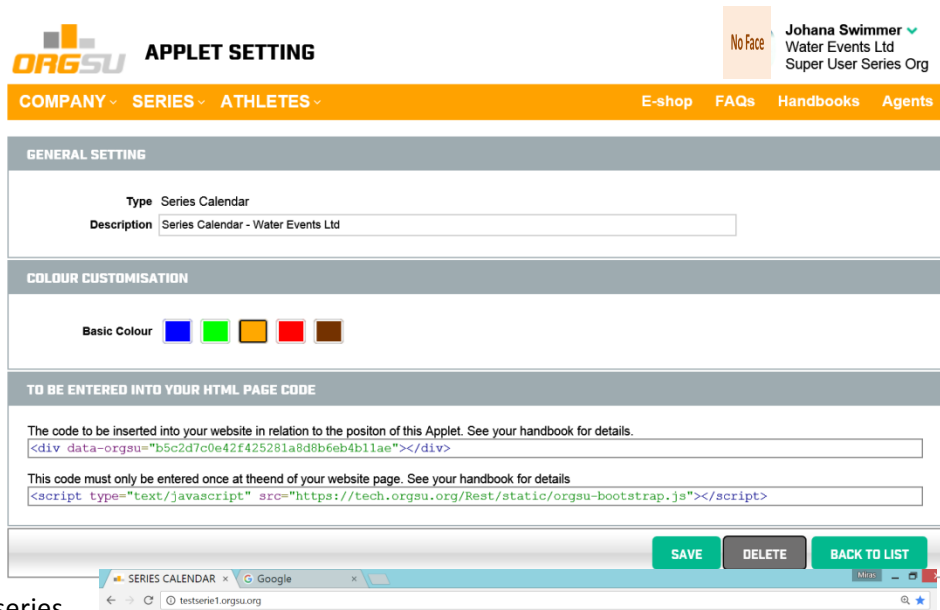 ORGSU APPLET SETTING
No Face
Johana Swimmer
Water Events Ltd
Super User Series Org
COMPANY SERIES ATHLETES E-shop FAQs Handbooks Agents
GENERAL SETTING
Type Series Calendar
Description Series Calendar - Water Events Ltd
COLOUR CUSTOMISATION
Basic Colour
TO BE ENTERED INTO YOUR HTML PAGE CODE
The code to be inserted into your website in relation to the positon of this Applet. See your handbook for details.
<div data-orgsu="b5c2d7c0e42f425281a8d8b6eb4b11ae"></div>
This code must only be entered once at theend of your website page. See your handbook for details
<script type="text/javascript" src="https://tech.orgsu.org/Rest/static/orgsu-bootstrap.js"></script>
SAVE DELETE BACK TO LIST
SERIES CALENDAR × Google ×
series
testserie1.orgsu.org